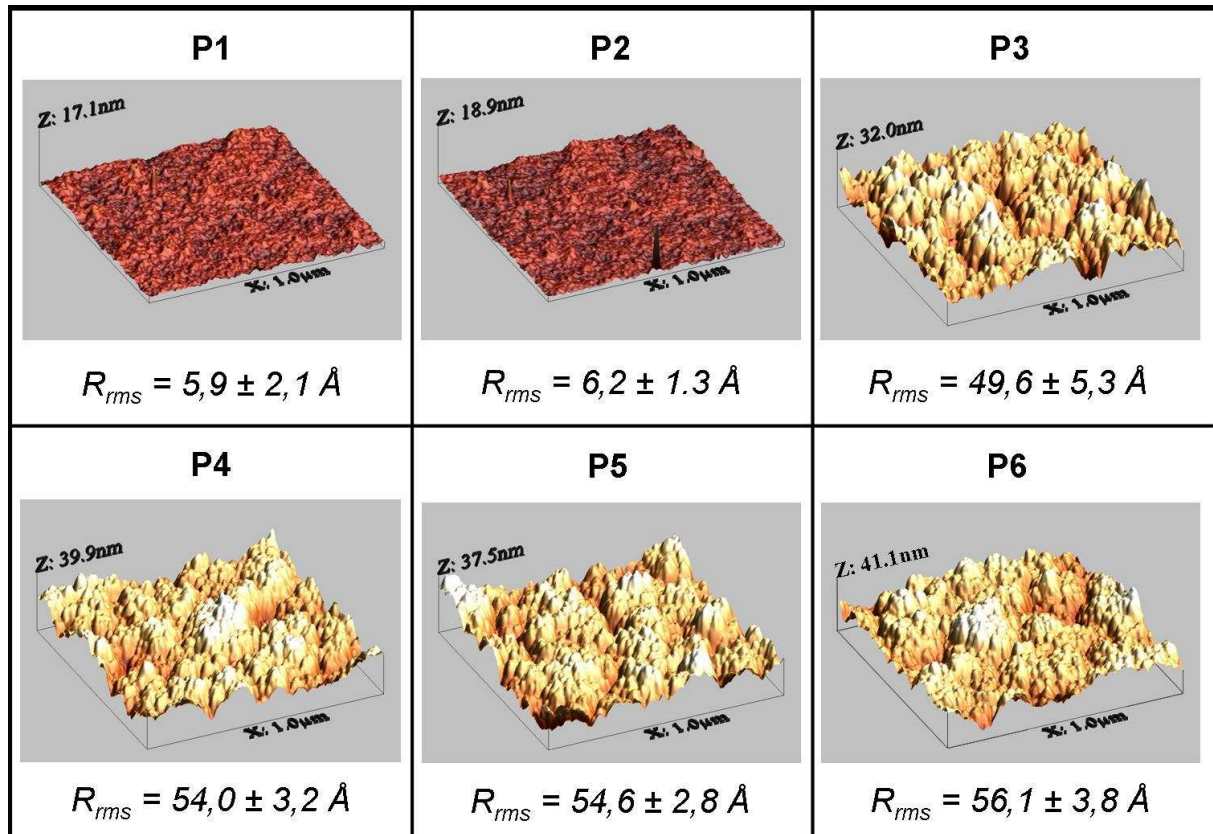 P1
P2
P3
Z: 17.1nm
X: 1.0µm
Z: 18.9nm
X: 1.0µm
Z: 32.0nm
X: 1.0µm
Rrms = 5,9 ± 2,1 Å
Rrms = 6,2 ± 1.3 Å
Rrms = 49,6 ± 5,3 Å
P4
P5
P6
Z: 39.9nm
X: 1.0µm
Z: 37.5nm
X: 1.0µm
Z: 41.1nm
X: 1.0µm
Rrms = 54,0 ± 3,2 Å
Rrms = 54,6 ± 2,8 Å
Rrms = 56,1 ± 3,8 Å